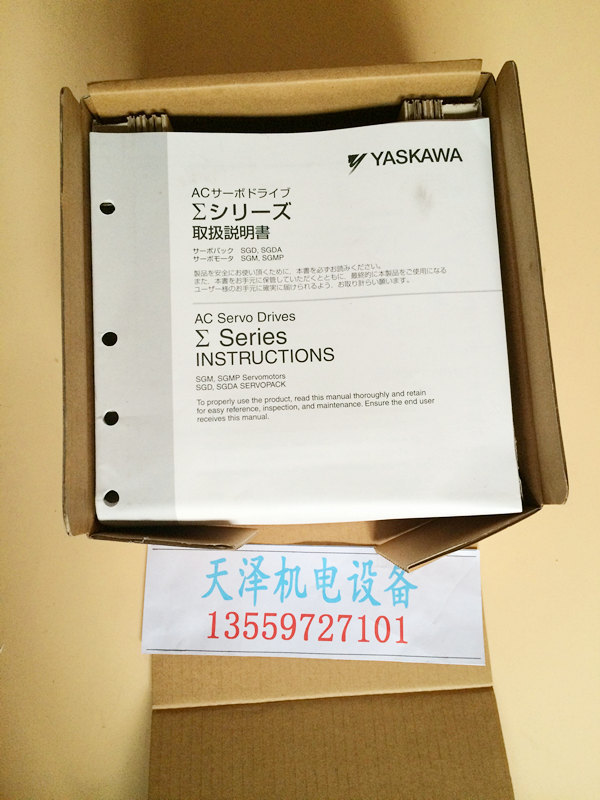 YASKAWA
ACサーボドライブ
Σシリーズ
取扱説明書
サーボパック SGD, SGDA
サーボモータ SGM, SGMP
製品を安全にお使い頂くために、本書を必ずお読みください。
また、本書をお手元に保管していただくとともに、最終的に本製品をご使用になる
ユーザー様のお手元に確実に届けられるよう、お取り計らい願います。
AC Servo Drives
Σ Series
INSTRUCTIONS
SGM, SGMP Servomotors
SGD, SGDA SERVOPACK
To properly use the product, read this manual thoroughly and retain
for easy reference, inspection, and maintenance. Ensure the end user
receives this manual.
天泽机电设备
13559727101